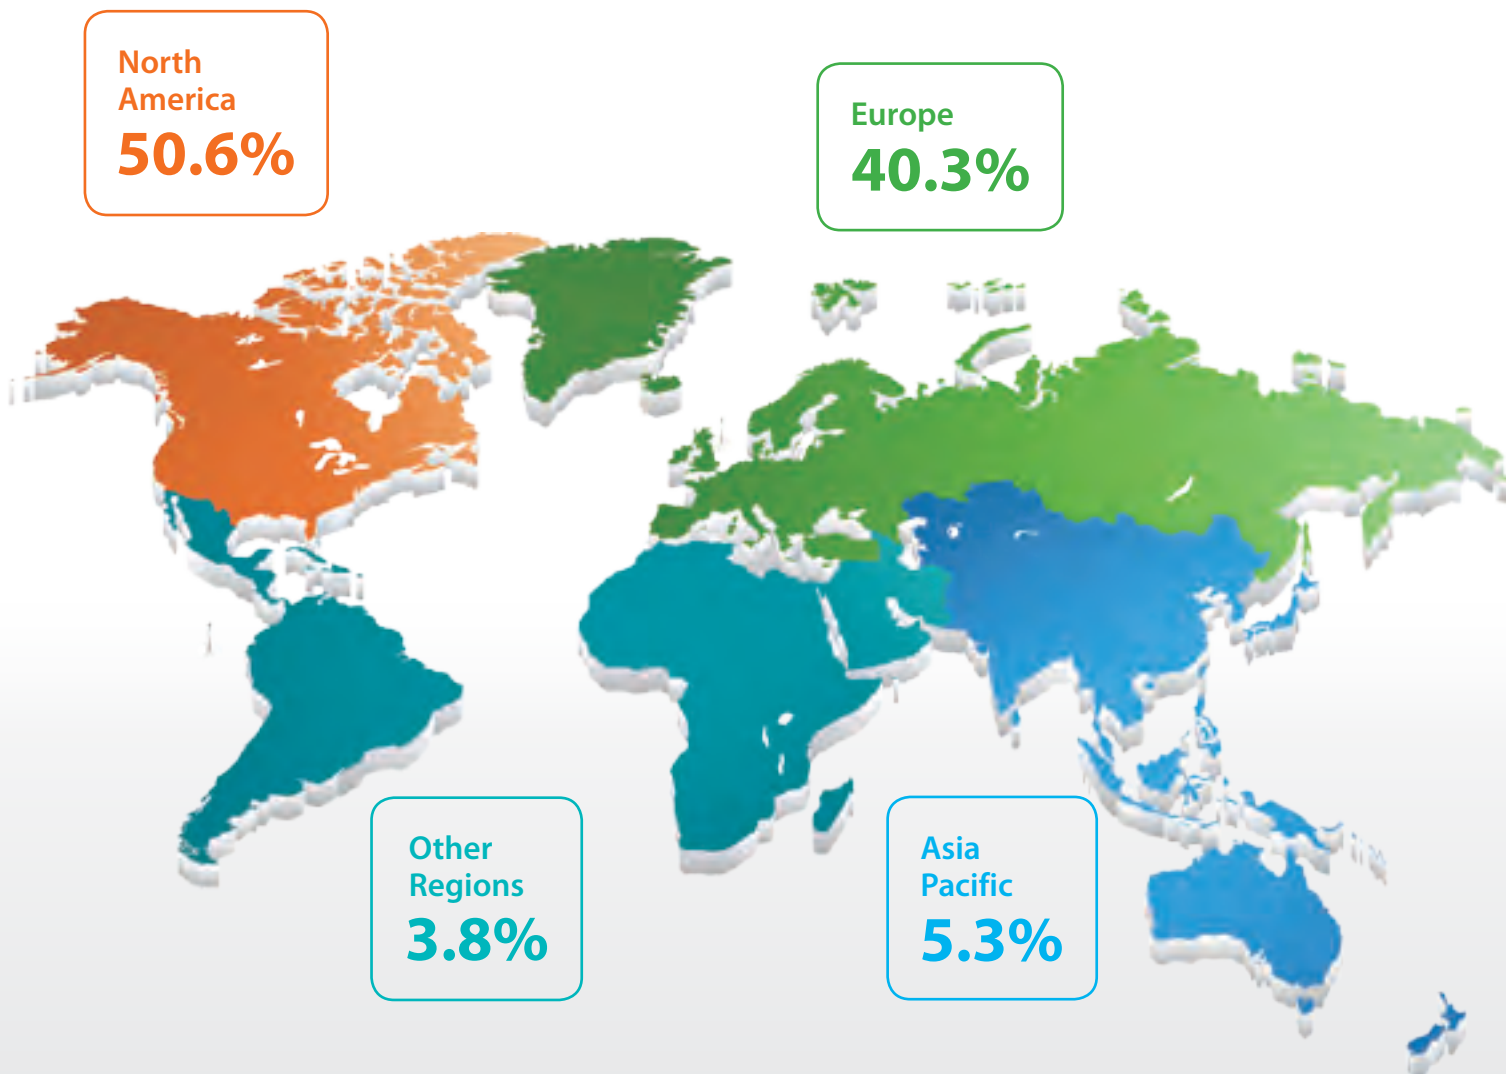 North
America
50.6%
Europe
40.3%
Other
Regions
3.8%
Asia
Pacific
5.3%